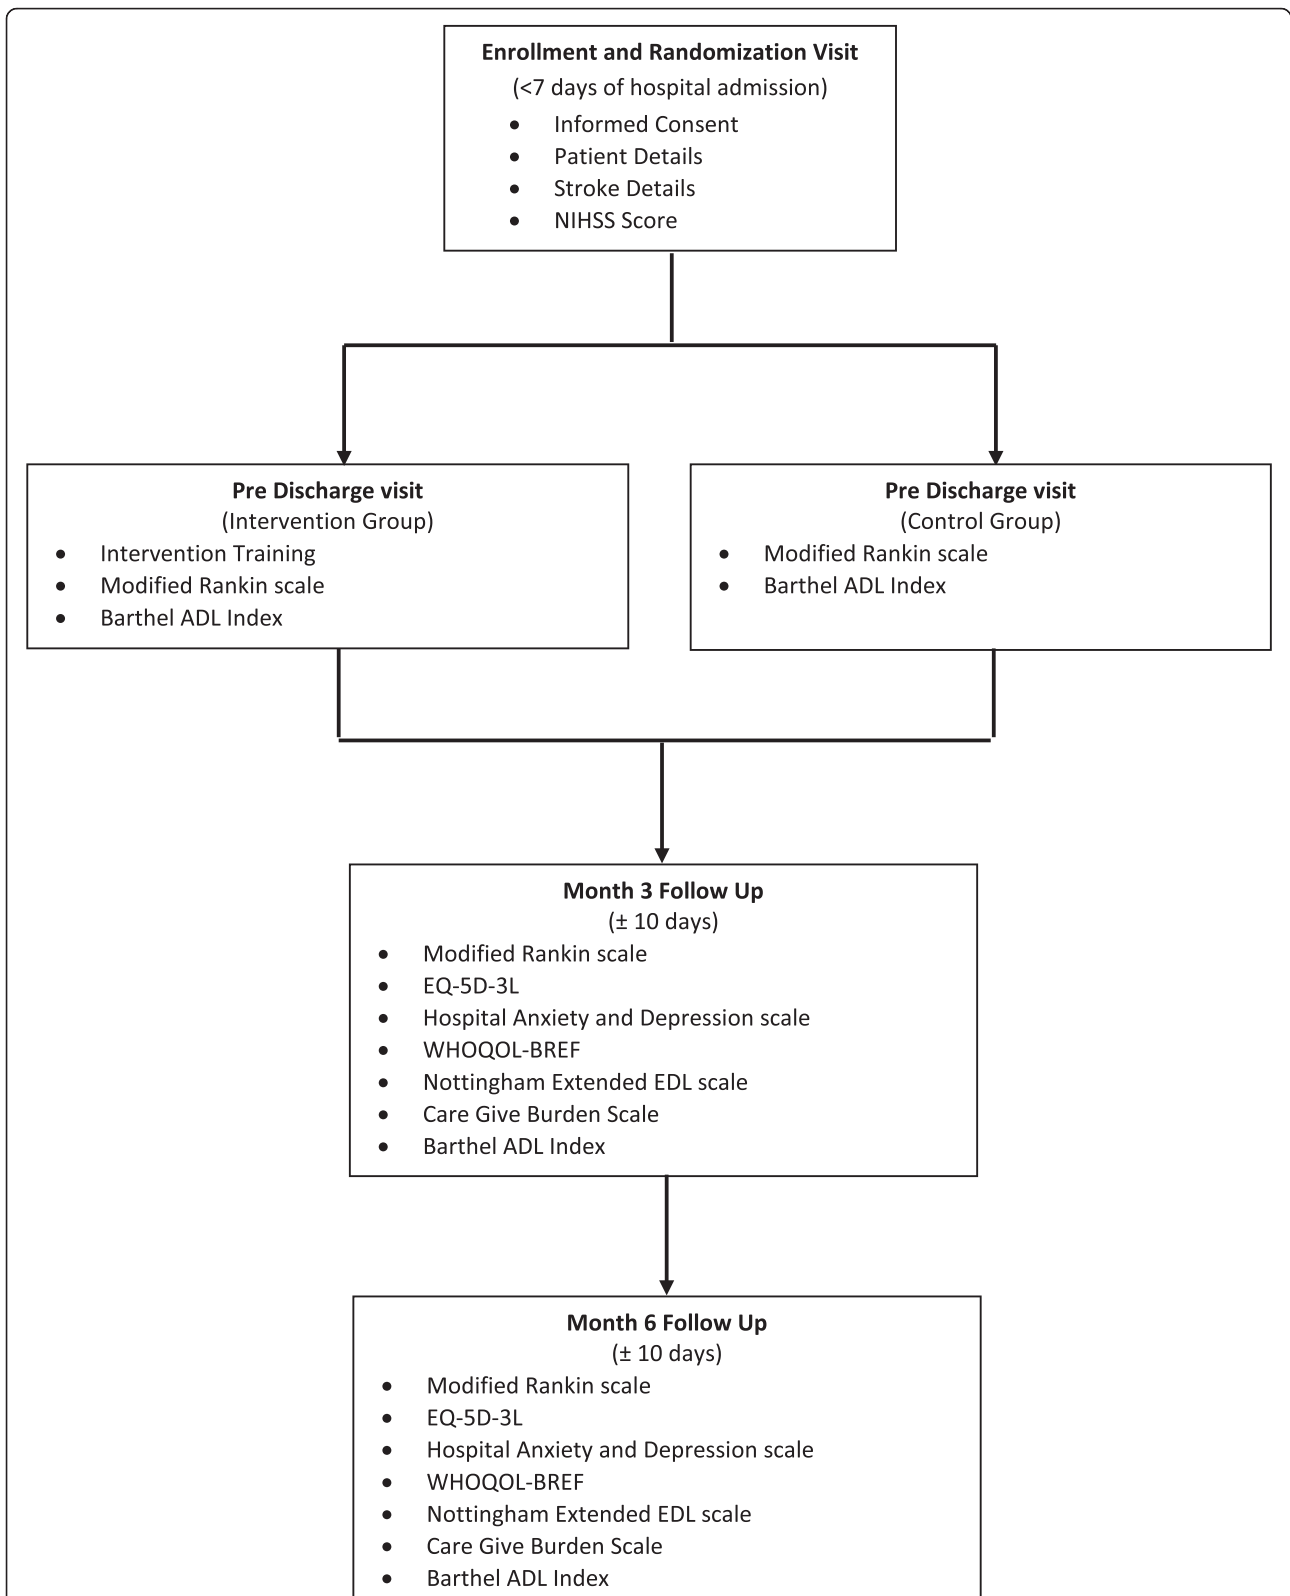 Enrollment and Randomization Visit
(<7 days of hospital admission)
• Informed Consent
• Patient Details
• Stroke Details
• NIHSS Score
Pre Discharge visit
(Intervention Group)
• Intervention Training
• Modified Rankin scale
• Barthel ADL Index
Pre Discharge visit
(Control Group)
• Modified Rankin scale
• Barthel ADL Index
Month 3 Follow Up
(± 10 days)
• Modified Rankin scale
• EQ-5D-3L
• Hospital Anxiety and Depression scale
• WHOQOL-BREF
• Nottingham Extended EDL scale
• Care Give Burden Scale
• Barthel ADL Index
Month 6 Follow Up
(± 10 days)
• Modified Rankin scale
• EQ-5D-3L
• Hospital Anxiety and Depression scale
• WHOQOL-BREF
• Nottingham Extended EDL scale
• Care Give Burden Scale
• Barthel ADL Index